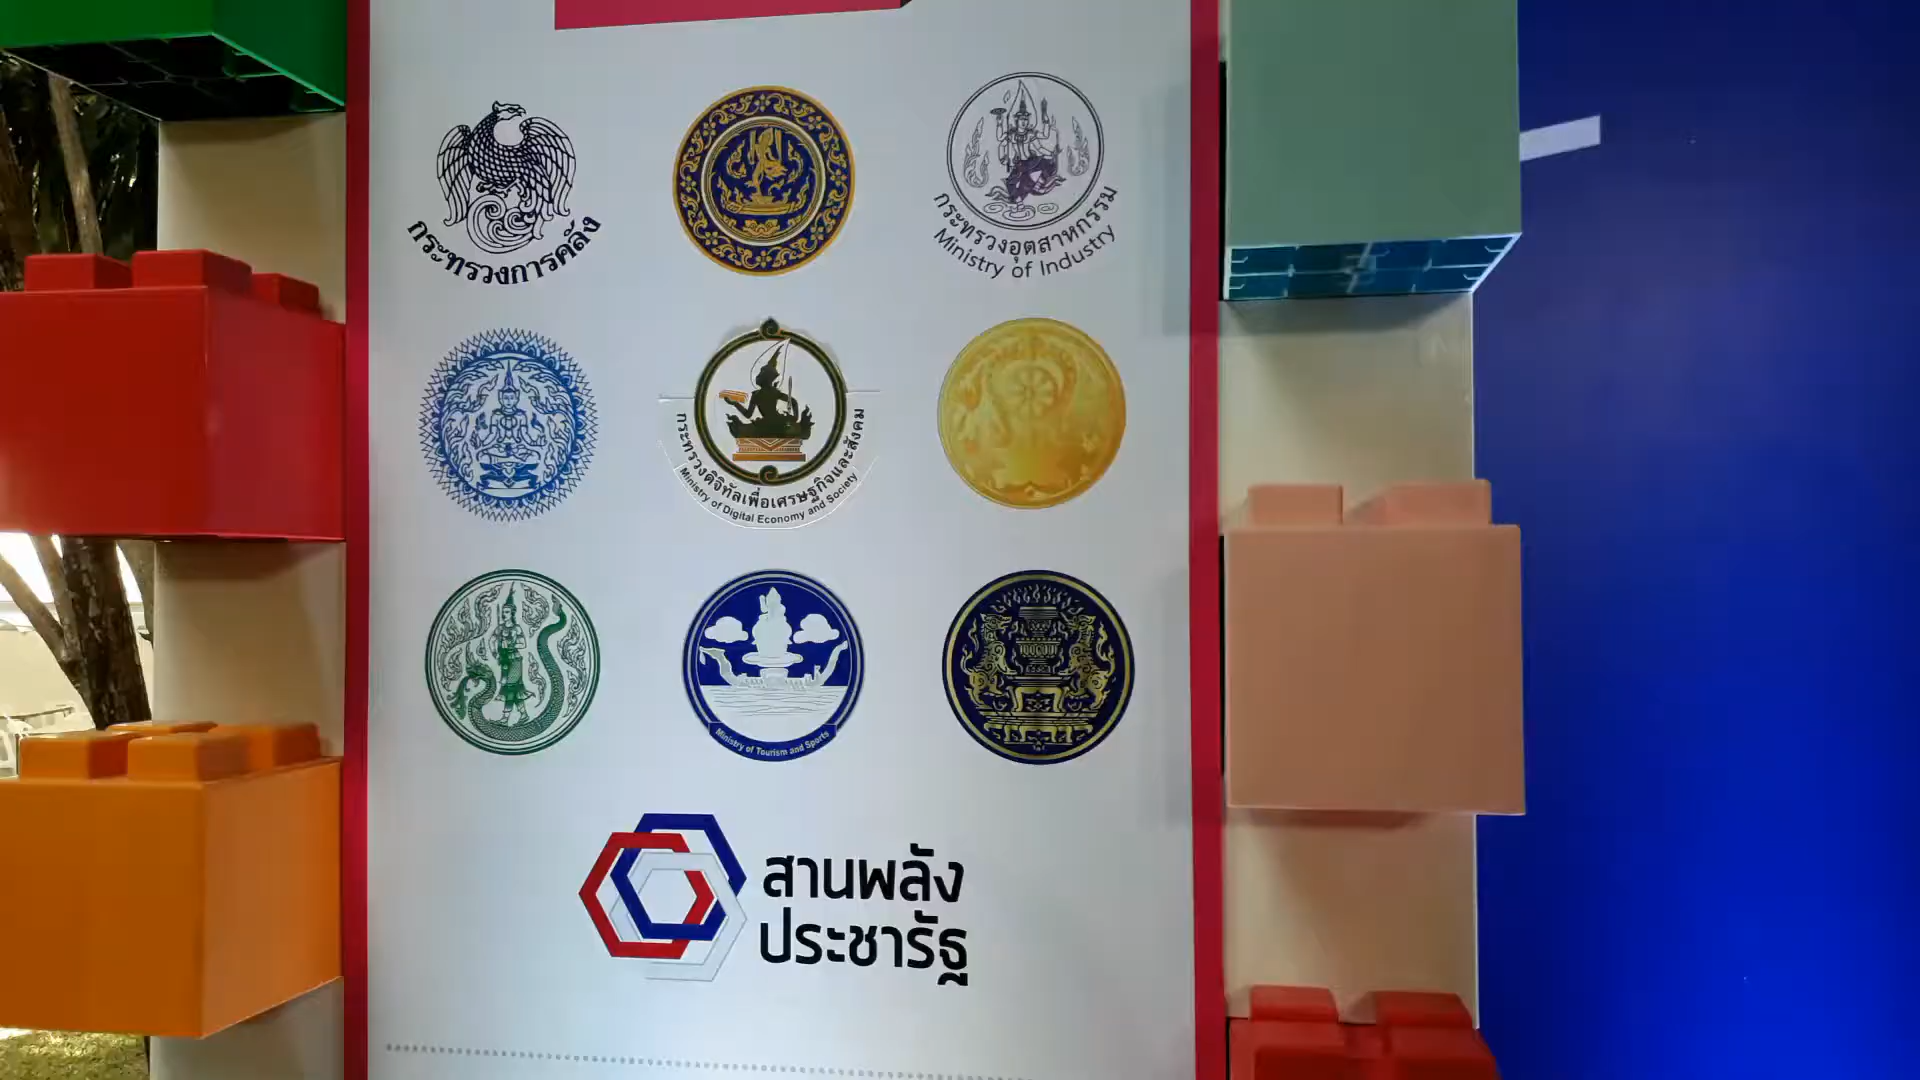 กระทรวงการคลัง
กระทรวงอุตสาหกรรม
Ministry of Industry
กระทรวงดิจิทัลเพื่อเศรษฐกิจและสังคม
Ministry of Digital Economy and Society
Ministry of Tourism and Sports
สานพลัง
ประชารัฐ